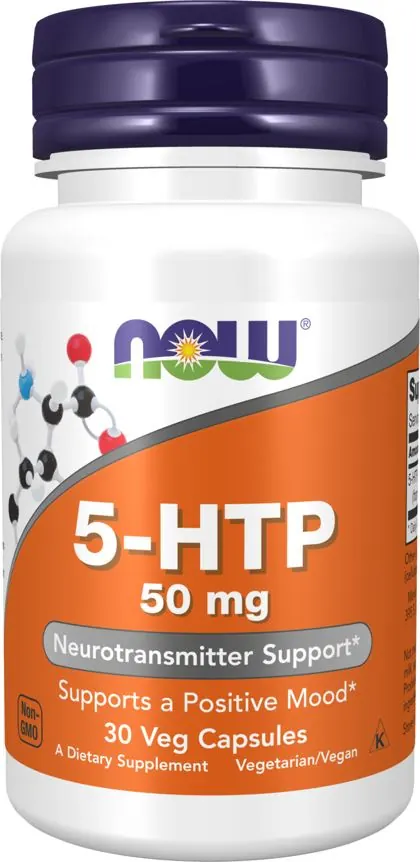 NOW®
5-HTP
50 mg
Neurotransmitter Support*
Supports a Positive Mood*
30 Veg Capsules
Non-
GMO
A Dietary Supplement
Vegetarian/Vegan
K